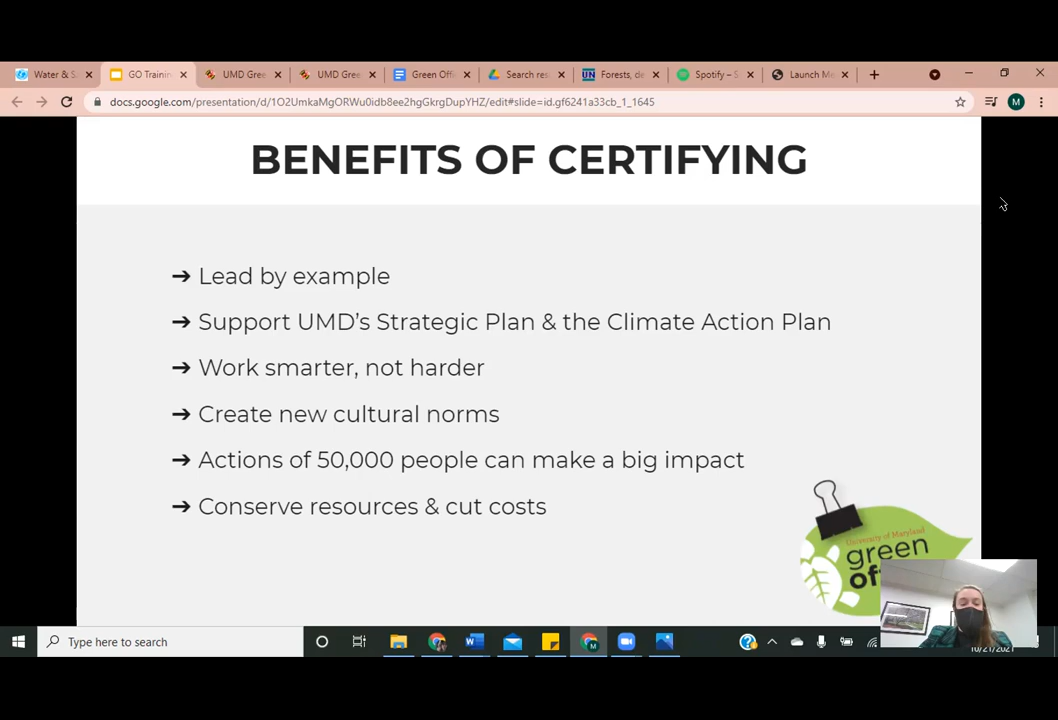 Water & S
GO Trainin
UMD Gree
UMD Gree
Green Offi
Search res
Forests, de
Spotify – S
Launch Me
docs.google.com/presentation/d/1O2UmkaMgORWu0idb8ee2hgGkrgDupYHZ/edit#slide=id.gf6241a33cb_1_1645
M
BENEFITS OF CERTIFYING
➔ Lead by example
➔ Support UMD's Strategic Plan & the Climate Action Plan
➔ Work smarter, not harder
➔ Create new cultural norms
➔ Actions of 50,000 people can make a big impact
➔ Conserve resources & cut costs
University of Maryland
green
Type here to search
10/21/2021